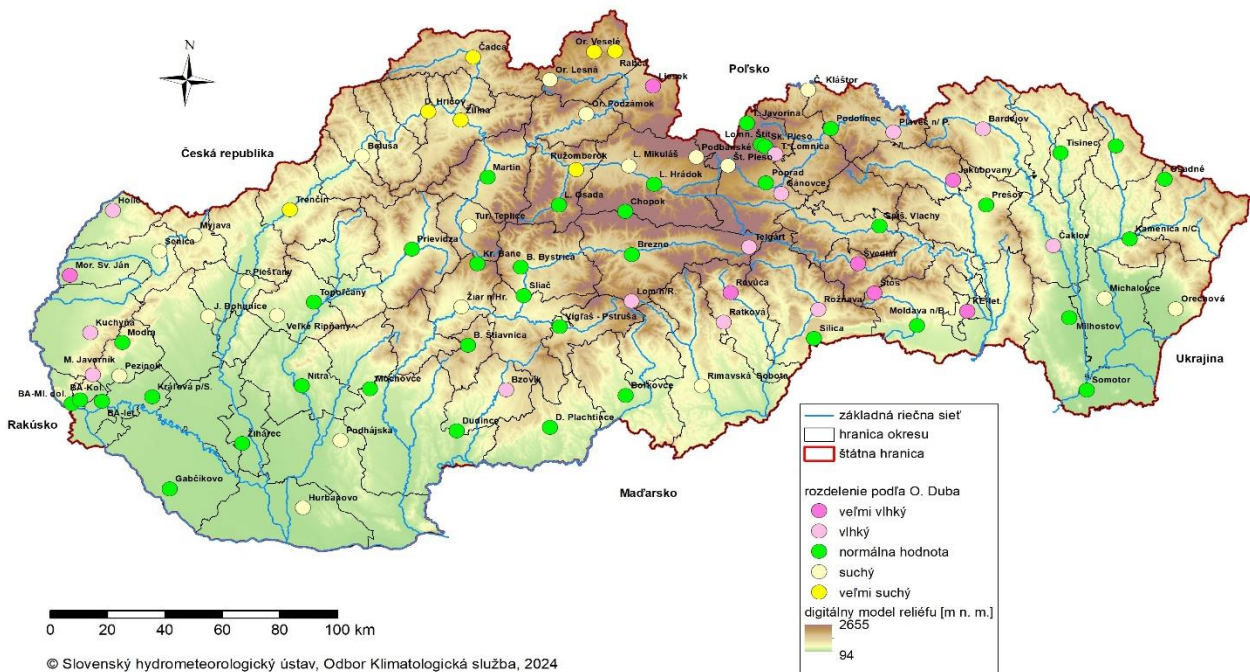 N
Poľsko
Česká republika
Rakúsko
Maďarsko
Ukrajina
Čadca
Or. Veselé
Rabča
Or. Lesná
Liesek
Or. Podzámok
D. Hričov
Žilina
Beluša
Martin
Ružomberok
L. Mikuláš
L. Hrádok
L. Osada
Chopok
Podbanské
Č. Kláštor
T. Javorina
Lomn. Štít
Sk. Pleso
Št. Pleso
T. Lomnica
Podolínec
Plaveč n/ P.
Bardejov
Tisinec
Osadné
Poprad
Gánovce
Jakubovany
Prešov
Kamenica n/C.
Holíč
Myjava
Senica
Trenčín
Tur. Teplice
Prievidza
Kr. Bane
B. Bystrica
Brezno
Telgárt
Spiš. Vlachy
Čaklov
Mor. Sv. Ján
Piešťany
Topoľčany
Sliač
Žiar n/Hr.
Lom n/R.
Švedlár
Štós
Revúca
Ratková
Rožňava
KE-let.
Michalovce
Orechová
J. Bohunice
Veľké Ripňany
Kuchyňa
Modra
B. Štiavnica
Vígľaš - Pstruša
Silica
Moldava n/B.
Milhostov
M. Javorník
Pezinok
Nitra
Mochovce
Bzovík
Boľkovce
Rimavská Sobota
Somotor
BA-Ml. dol.
BA-Kol.
BA-let.
Kráľová p/S.
Žihárec
Podhájska
Dudince
D. Plachtince
Gabčíkovo
Hurbanovo
základná riečna sieť
hranica okresu
štátna hranica
rozdelenie podľa O. Duba
veľmi vlhký
vlhký
normálna hodnota
suchý
veľmi suchý
digitálny model reliéfu [m n. m.]
2655
94
0 20 40 60 80 100 km
© Slovenský hydrometeorologický ústav, Odbor Klimatologická služba, 2024